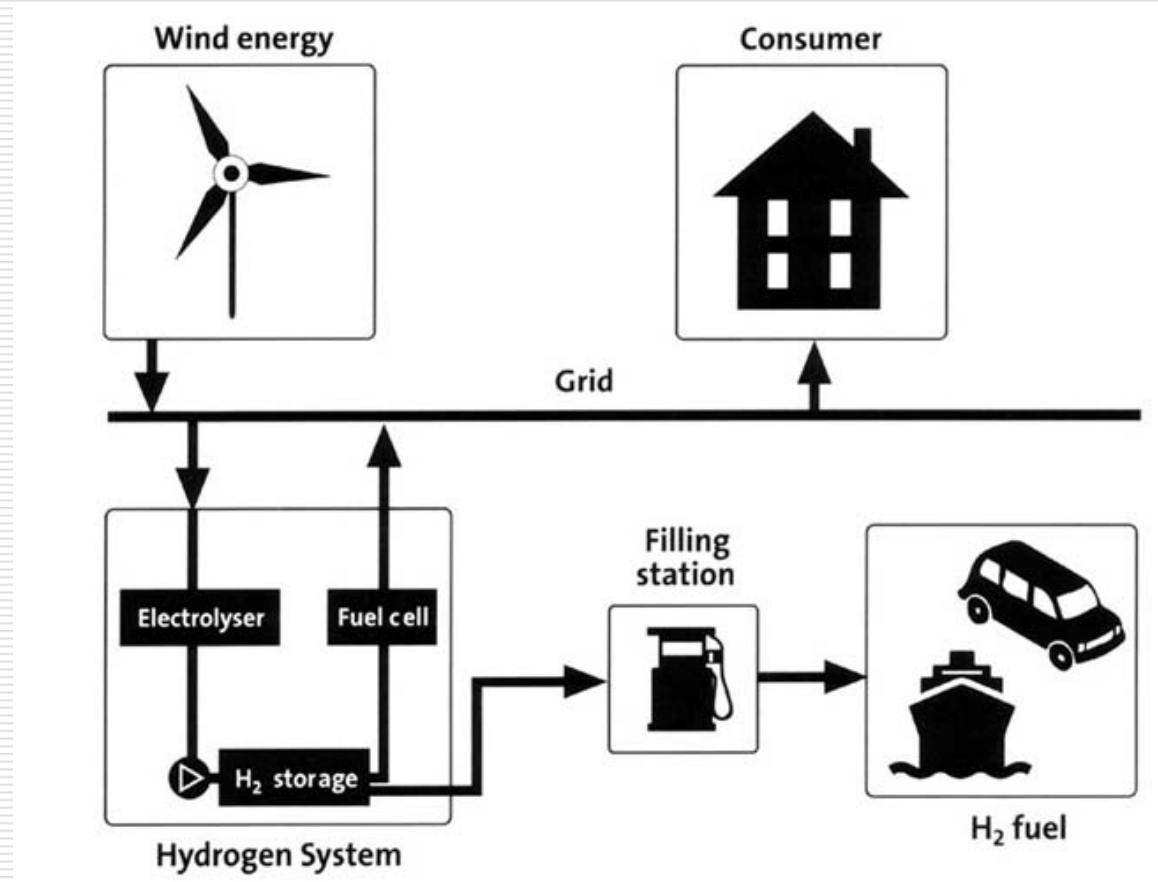 Wind energy
Consumer
Grid
Filling
station
Electrolyser
Fuel cell
H₂ storage
Hydrogen System
H₂ fuel